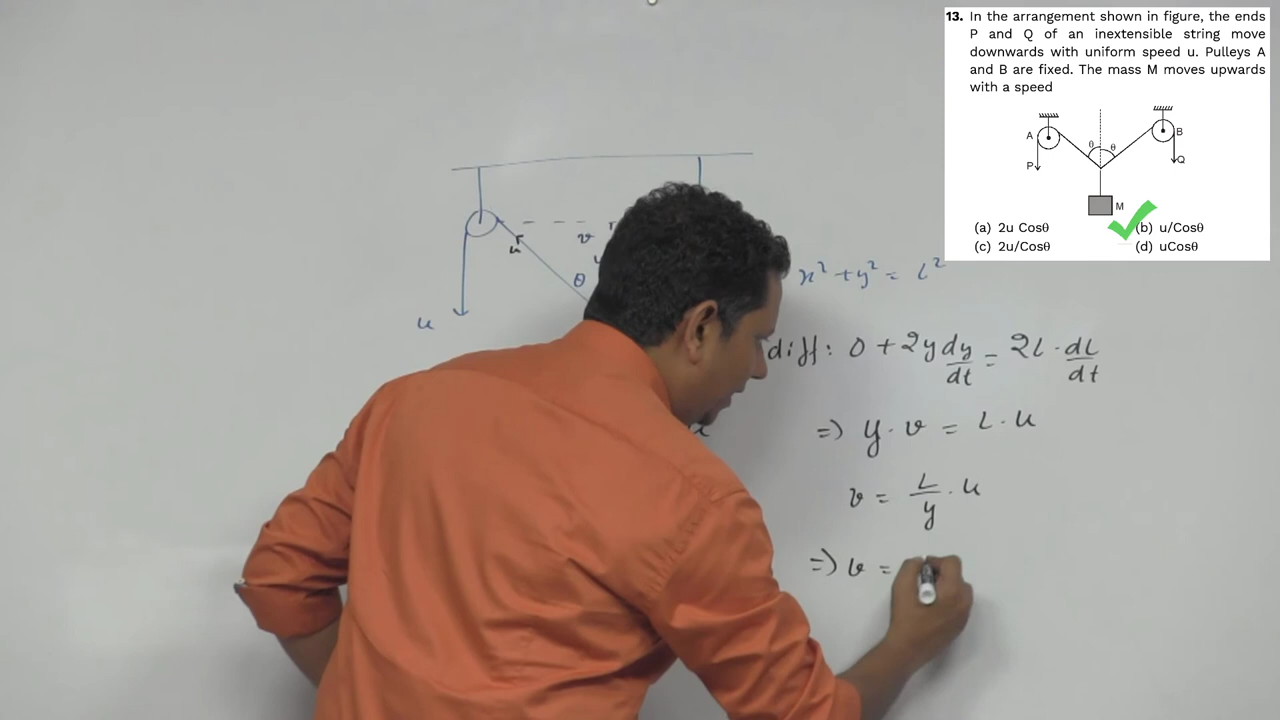 13. In the arrangement shown in figure, the ends
P and Q of an inextensible string move
downwards with uniform speed u. Pulleys A
and B are fixed. The mass M moves upwards
with a speed
A
B
θ
θ
P
Q
M
(a) 2u Cosθ
(b) u/Cosθ
(c) 2u/Cosθ
(d) uCosθ
u
v
θ
u
x² + y² = L²
diff: 0 + 2y dy/dt = 2L · dL/dt
=) y · v = L · u
v = L/y · u
=) v =